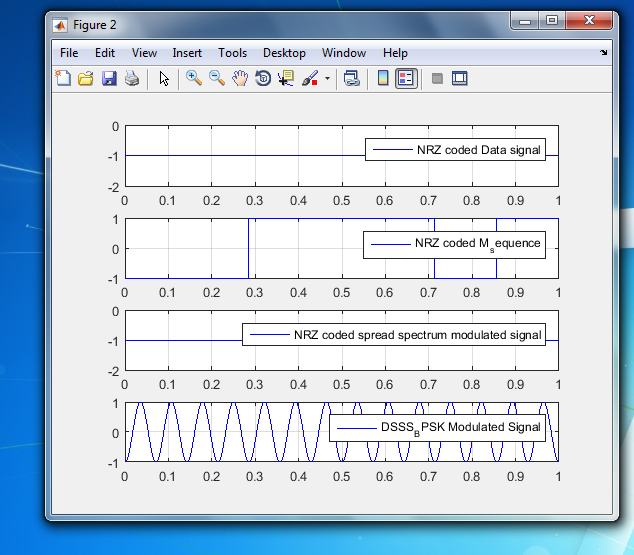 Figure 2
File Edit View Insert Tools Desktop Window Help
0
-1
-2
NRZ coded Data signal
0 0.1 0.2 0.3 0.4 0.5 0.6 0.7 0.8 0.9 1
1
0
-1
NRZ coded Msequence
0 0.1 0.2 0.3 0.4 0.5 0.6 0.7 0.8 0.9 1
0
-1
-2
NRZ coded spread spectrum modulated signal
0 0.1 0.2 0.3 0.4 0.5 0.6 0.7 0.8 0.9 1
1
0
-1
DSSSBPSK Modulated Signal
0 0.1 0.2 0.3 0.4 0.5 0.6 0.7 0.8 0.9 1